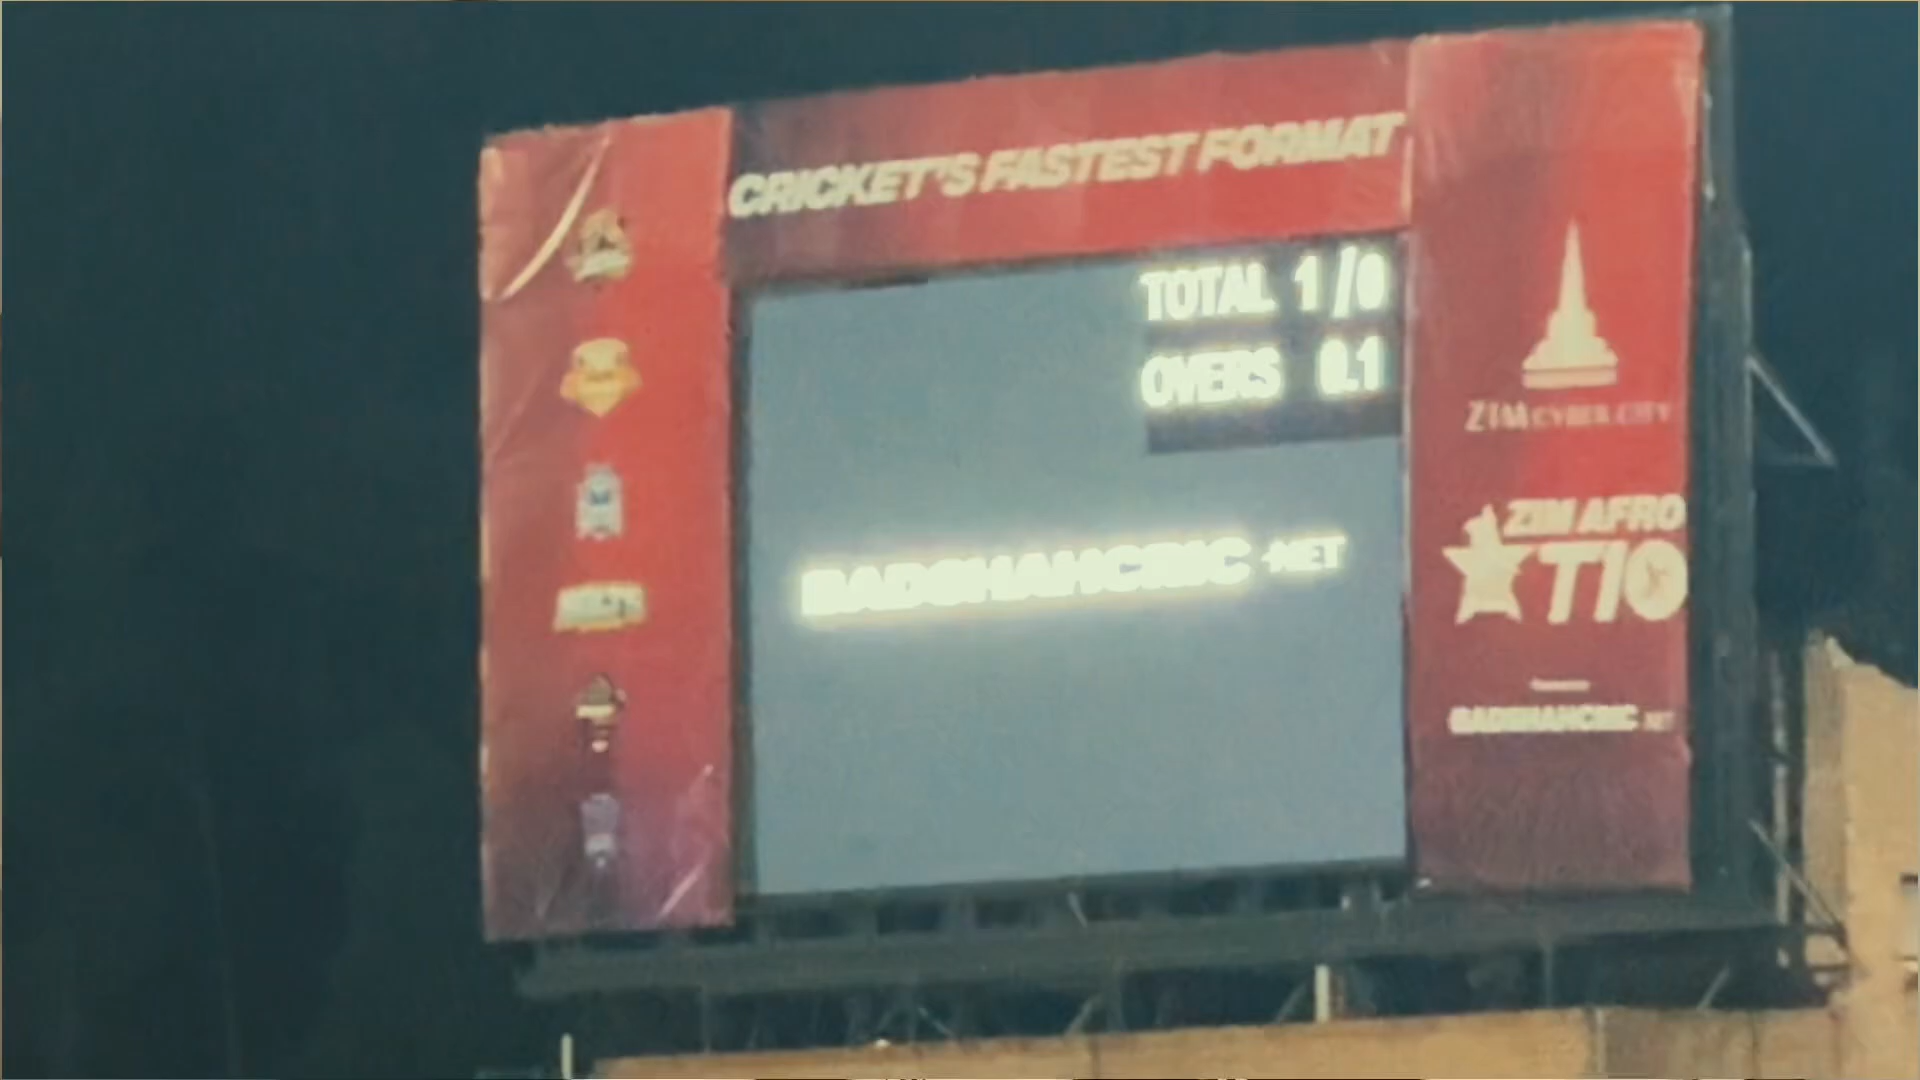 CRICKET'S FASTEST FORMAT
TOTAL 1/0
OVERS 0.1
BADSHAHCRIC .NET
ZIM CYBER CITY
ZIM AFRO
T10
BADSHAHCRIC .NET